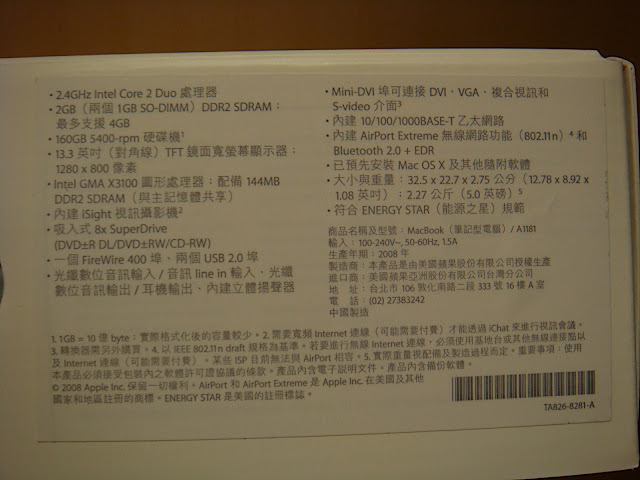 • 2.4GHz Intel Core 2 Duo 處理器
• 2GB（兩個 1GB SO-DIMM）DDR2 SDRAM；
最多支援 4GB
• 160GB 5400-rpm 硬碟機1
• 13.3 英吋（對角線）TFT 鏡面寬螢幕顯示器；
1280 x 800 像素
• Intel GMA X3100 圖形處理器；配備 144MB
DDR2 SDRAM（與主記憶體共享）
• 內建 iSight 視訊攝影機2
• 吸入式 8x SuperDrive
(DVD±R DL/DVD±RW/CD-RW)
• 一個 FireWire 400 埠、兩個 USB 2.0 埠
• 光纖數位音訊輸入 / 音訊 line in 輸入、光纖
數位音訊輸出 / 耳機輸出、內建立體揚聲器
• Mini-DVI 埠可連接 DVI、VGA、複合視訊和
S-video 介面3
• 內建 10/100/1000BASE-T 乙太網路
• 內建 AirPort Extreme 無線網路功能（802.11n）4 和
Bluetooth 2.0 + EDR
• 已預先安裝 Mac OS X 及其他隨附軟體
• 大小與重量：32.5 x 22.7 x 2.75 公分（12.78 x 8.92 x
1.08 英吋）；2.27 公斤（5.0 英磅）5
• 符合 ENERGY STAR（能源之星）規範
商品名稱及型號：MacBook（筆記型電腦）/ A1181
輸入：100-240V~, 50-60Hz, 1.5A
生產年期：2008 年
製造商：本產品是由美國蘋果股份有限公司授權生產
進口商：美國蘋果亞洲股份有限公司台灣分公司
地 址：台北市 106 敦化南路二段 333 號 16 樓 A 室
電 話：(02) 27383242
中國製造
1. 1GB = 10 億 byte；實際格式化後的容量較少。2. 需要寬頻 Internet 連線（可能需要付費）才能透過 iChat 來進行視訊會議。
3. 轉換器需另外購買。4. 以 IEEE 802.11n draft 規格為基準。若要進行無線 Internet 連線，必須使用基地台或其他無線連接點以
及 Internet 連線（可能需要付費）。某些 ISP 目前無法與 AirPort 相容。5. 實際重量視配備及製造過程而定。重要事項：使用
本產品必須接受包裝內之軟體許可證協議的條款。產品內含電子說明文件。產品內含備份軟體。
© 2008 Apple Inc. 保留一切權利。AirPort 和 AirPort Extreme 是 Apple Inc. 在美國及其他
國家和地區註冊的商標。ENERGY STAR 是美國的註冊標誌。
TA826-8281-A